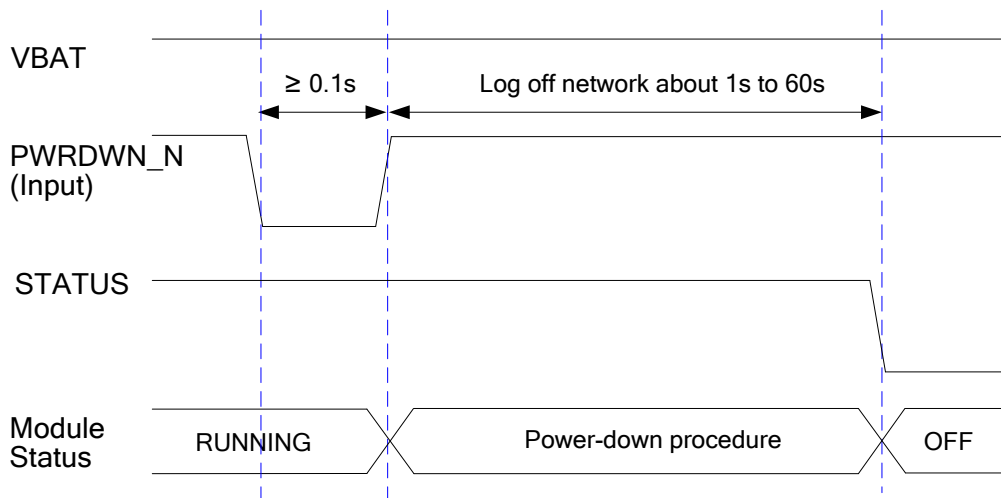 VBAT
≥ 0.1s
Log off network about 1s to 60s
PWRDWN_N
(Input)
STATUS
Module
Status
RUNNING
Power-down procedure
OFF